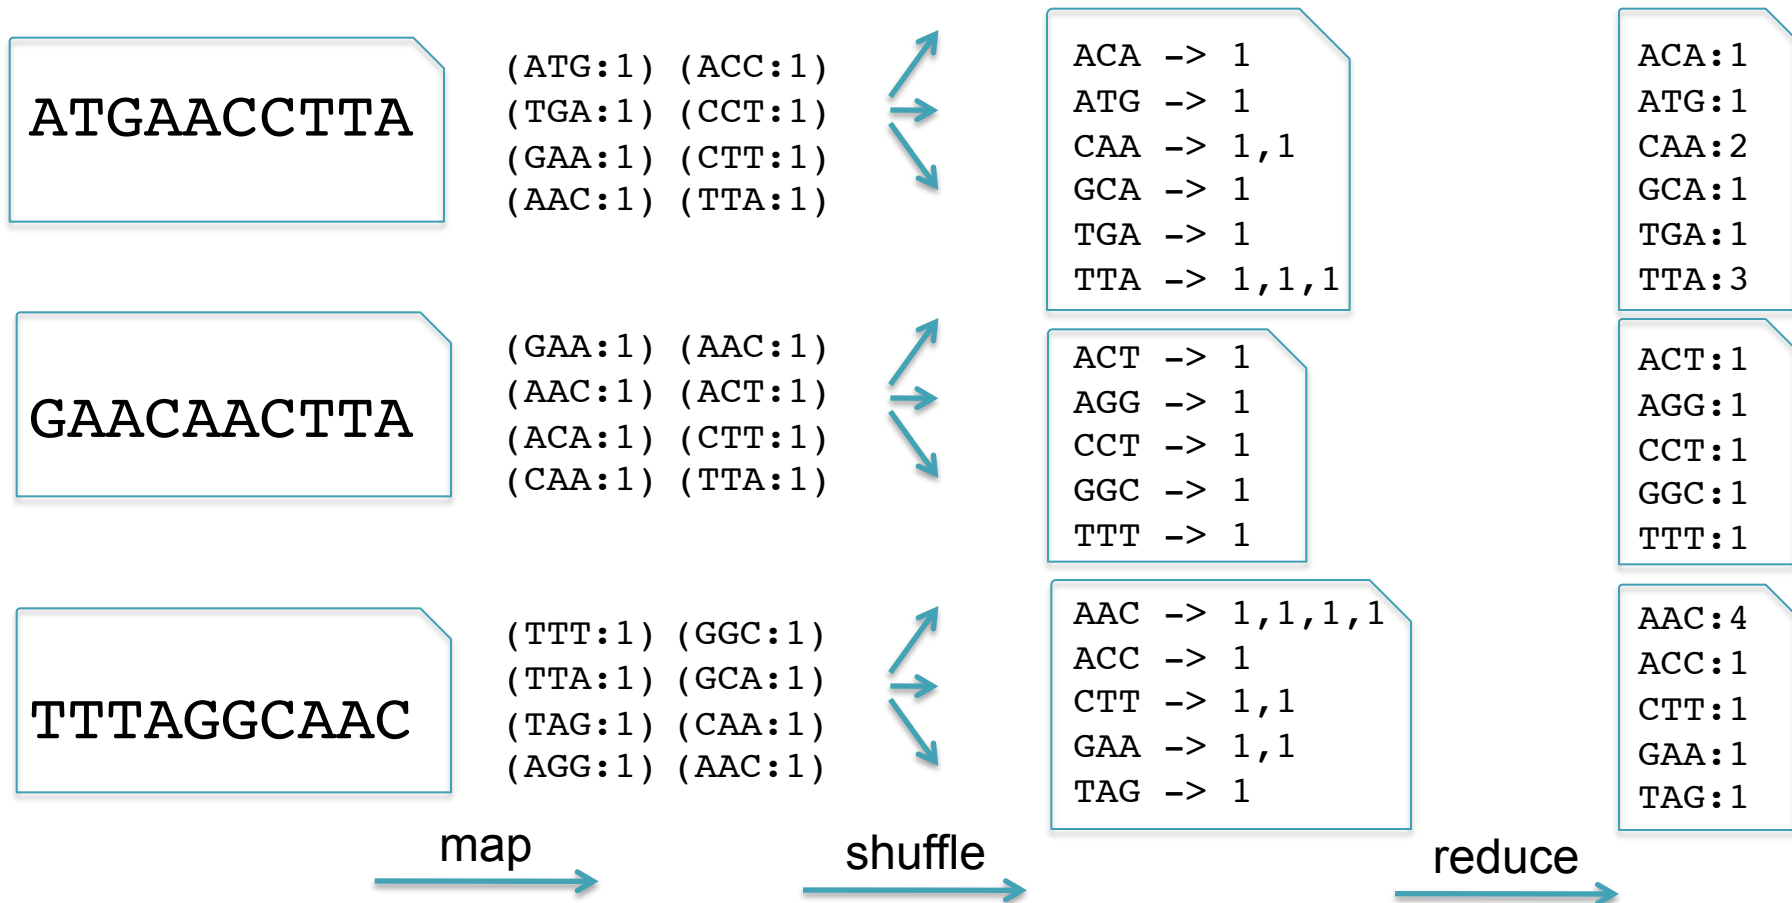 ATGAACCTTA
(ATG:1) (ACC:1)
(TGA:1) (CCT:1)
(GAA:1) (CTT:1)
(AAC:1) (TTA:1)
ACA -> 1
ATG -> 1
CAA -> 1,1
GCA -> 1
TGA -> 1
TTA -> 1,1,1
ACA:1
ATG:1
CAA:2
GCA:1
TGA:1
TTA:3
GAACAACTTA
(GAA:1) (AAC:1)
(AAC:1) (ACT:1)
(ACA:1) (CTT:1)
(CAA:1) (TTA:1)
ACT -> 1
AGG -> 1
CCT -> 1
GGC -> 1
TTT -> 1
ACT:1
AGG:1
CCT:1
GGC:1
TTT:1
TTTAGGCAAC
(TTT:1) (GGC:1)
(TTA:1) (GCA:1)
(TAG:1) (CAA:1)
(AGG:1) (AAC:1)
AAC -> 1,1,1,1
ACC -> 1
CTT -> 1,1
GAA -> 1,1
TAG -> 1
AAC:4
ACC:1
CTT:1
GAA:1
TAG:1
map
shuffle
reduce